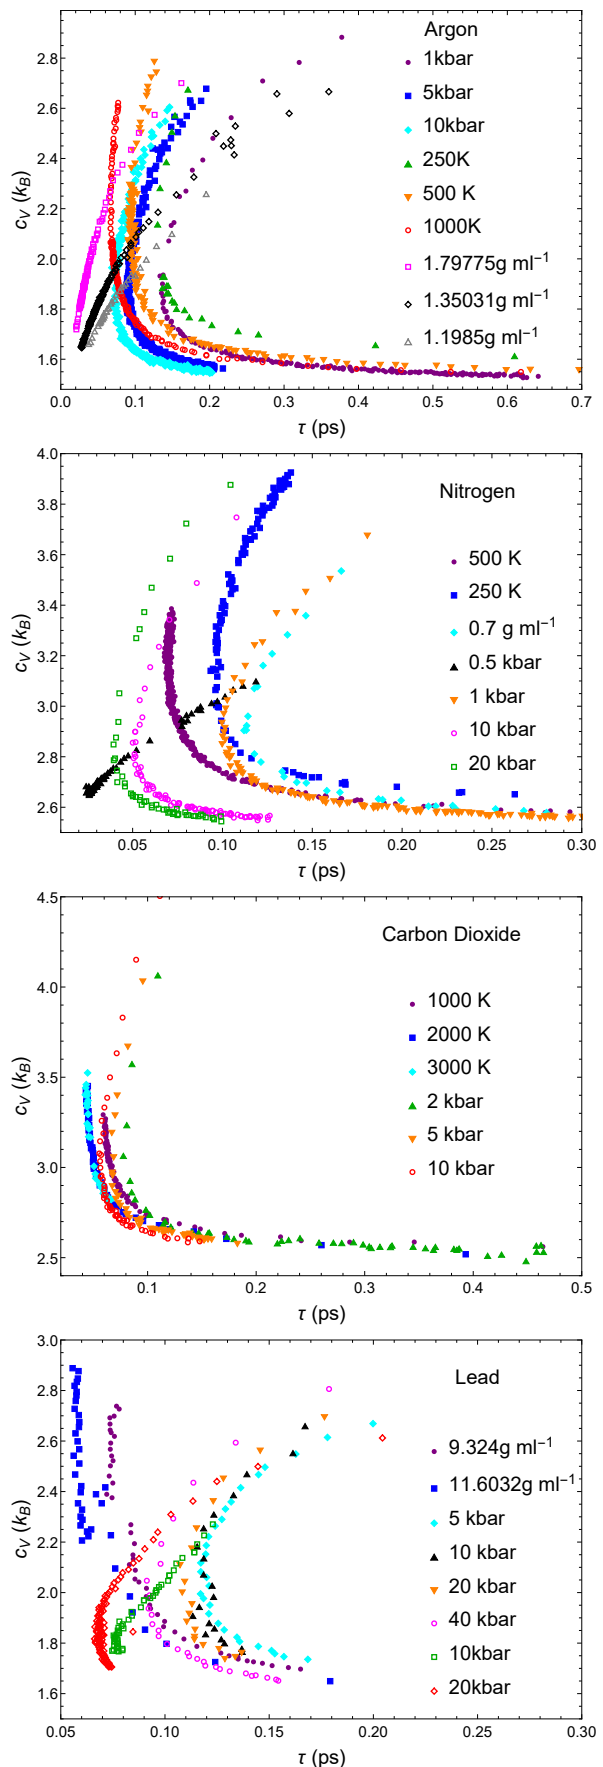 Argon
1kbar
5kbar
10kbar
250K
500 K
1000K
1.79775g ml⁻¹
1.35031g ml⁻¹
1.1985g ml⁻¹
c_V (k_B)
2.8
2.6
2.4
2.2
2.0
1.8
1.6
0.0 0.1 0.2 0.3 0.4 0.5 0.6 0.7
τ (ps)
Nitrogen
500 K
250 K
0.7 g ml⁻¹
0.5 kbar
1 kbar
10 kbar
20 kbar
c_V (k_B)
4.0
3.8
3.6
3.4
3.2
3.0
2.8
2.6
0.05 0.10 0.15 0.20 0.25 0.30
τ (ps)
Carbon Dioxide
1000 K
2000 K
3000 K
2 kbar
5 kbar
10 kbar
c_V (k_B)
4.5
4.0
3.5
3.0
2.5
0.1 0.2 0.3 0.4 0.5
τ (ps)
Lead
9.324g ml⁻¹
11.6032g ml⁻¹
5 kbar
10 kbar
20 kbar
40 kbar
10kbar
20kbar
c_V (k_B)
3.0
2.8
2.6
2.4
2.2
2.0
1.8
1.6
0.05 0.10 0.15 0.20 0.25 0.30
τ (ps)